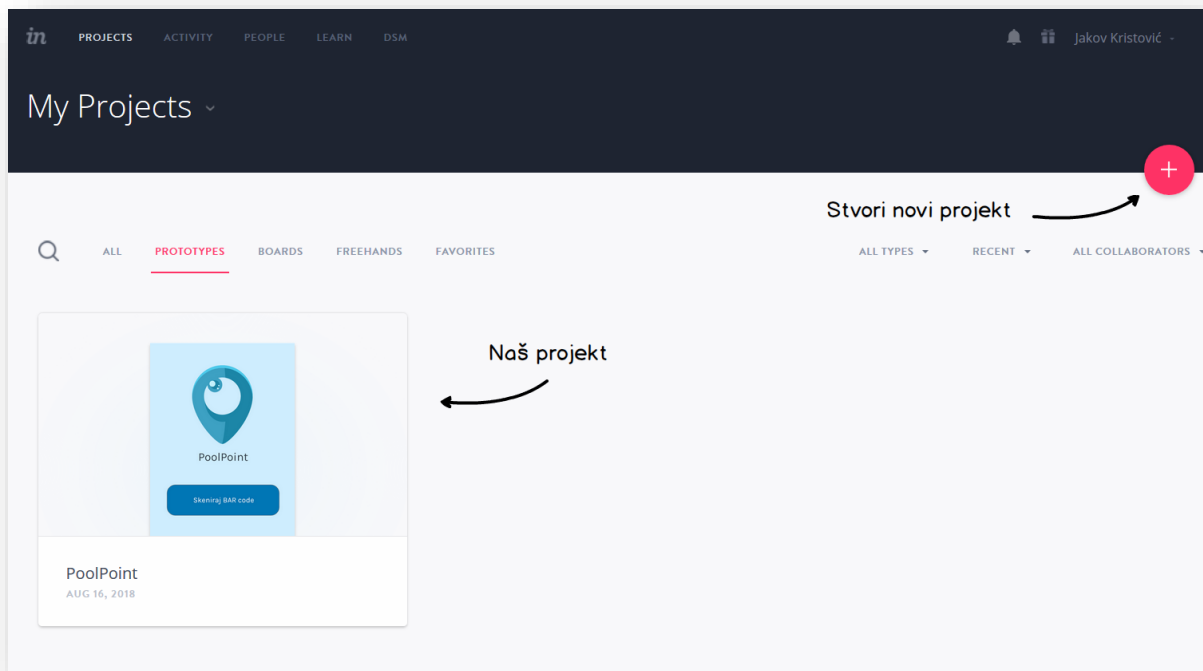 in PROJECTS ACTIVITY PEOPLE LEARN DSM Jakov Kristović
My Projects
Stvori novi projekt
ALL PROTOTYPES BOARDS FREEHANDS FAVORITES ALL TYPES RECENT ALL COLLABORATORS
Naš projekt
PoolPoint
Skeniraj BAR code
PoolPoint
AUG 16, 2018